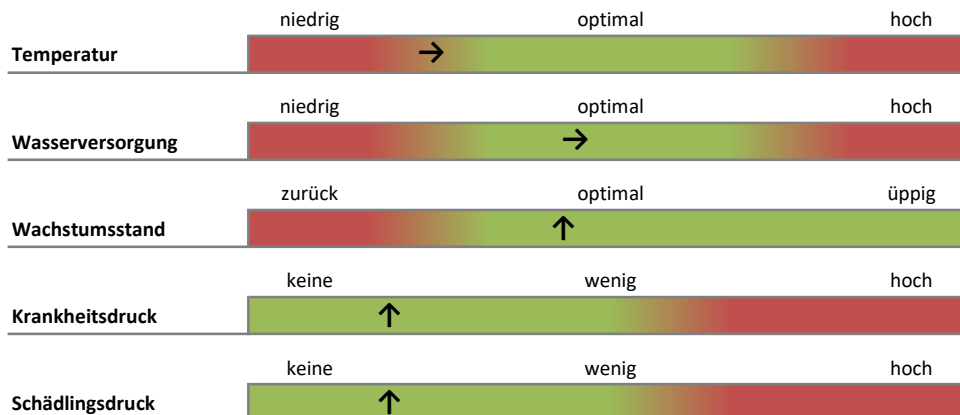 niedrig optimal hoch
Temperatur
niedrig optimal hoch
Wasserversorgung
zurück optimal üppig
Wachstumsstand
keine wenig hoch
Krankheitsdruck
keine wenig hoch
Schädlingsdruck